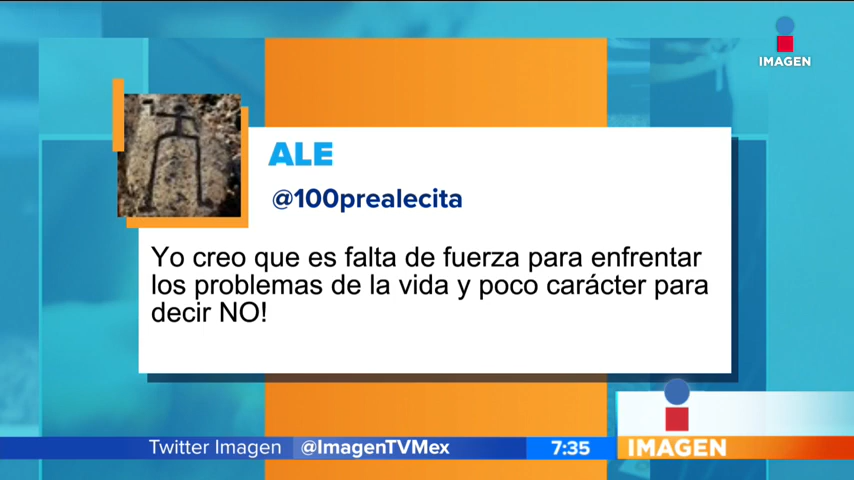 IMAGEN
ALE
@100prealecita
Yo creo que es falta de fuerza para enfrentar
los problemas de la vida y poco carácter para
decir NO!
Twitter Imagen @ImagenTVMex 7:35 IMAGEN